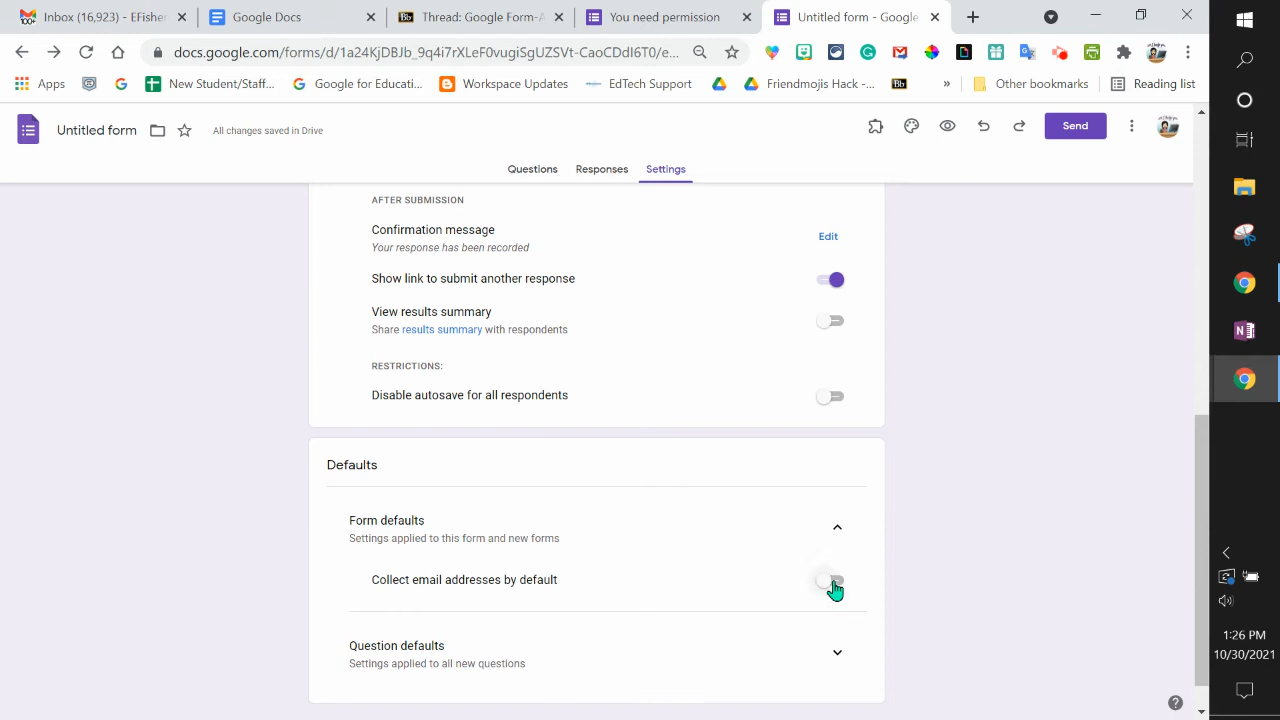 Inbox (16,923) - EFisher
Google Docs
Thread: Google Form-A
You need permission
Untitled form - Google
docs.google.com/forms/d/1a24KjDBJb_9q4i7rXLeF0vugiSgUZSVt-CaoCDdI6T0/e...
Apps
NocStudent/Staff...
Google for Educati...
Workspace Updates
EdTech Support
Friendmojis Hack -...
Bb
»
Other bookmarks
Reading list
Untitled form
All changes saved in Drive
Send
Questions
Responses
Settings
AFTER SUBMISSION
Confirmation message
Edit
Your response has been recorded
Show link to submit another response
View results summary
Share results summary with respondents
RESTRICTIONS:
Disable autosave for all respondents
Defaults
Form defaults
Settings applied to this form and new forms
Collect email addresses by default
Question defaults
Settings applied to all new questions
1:26 PM
10/30/2021